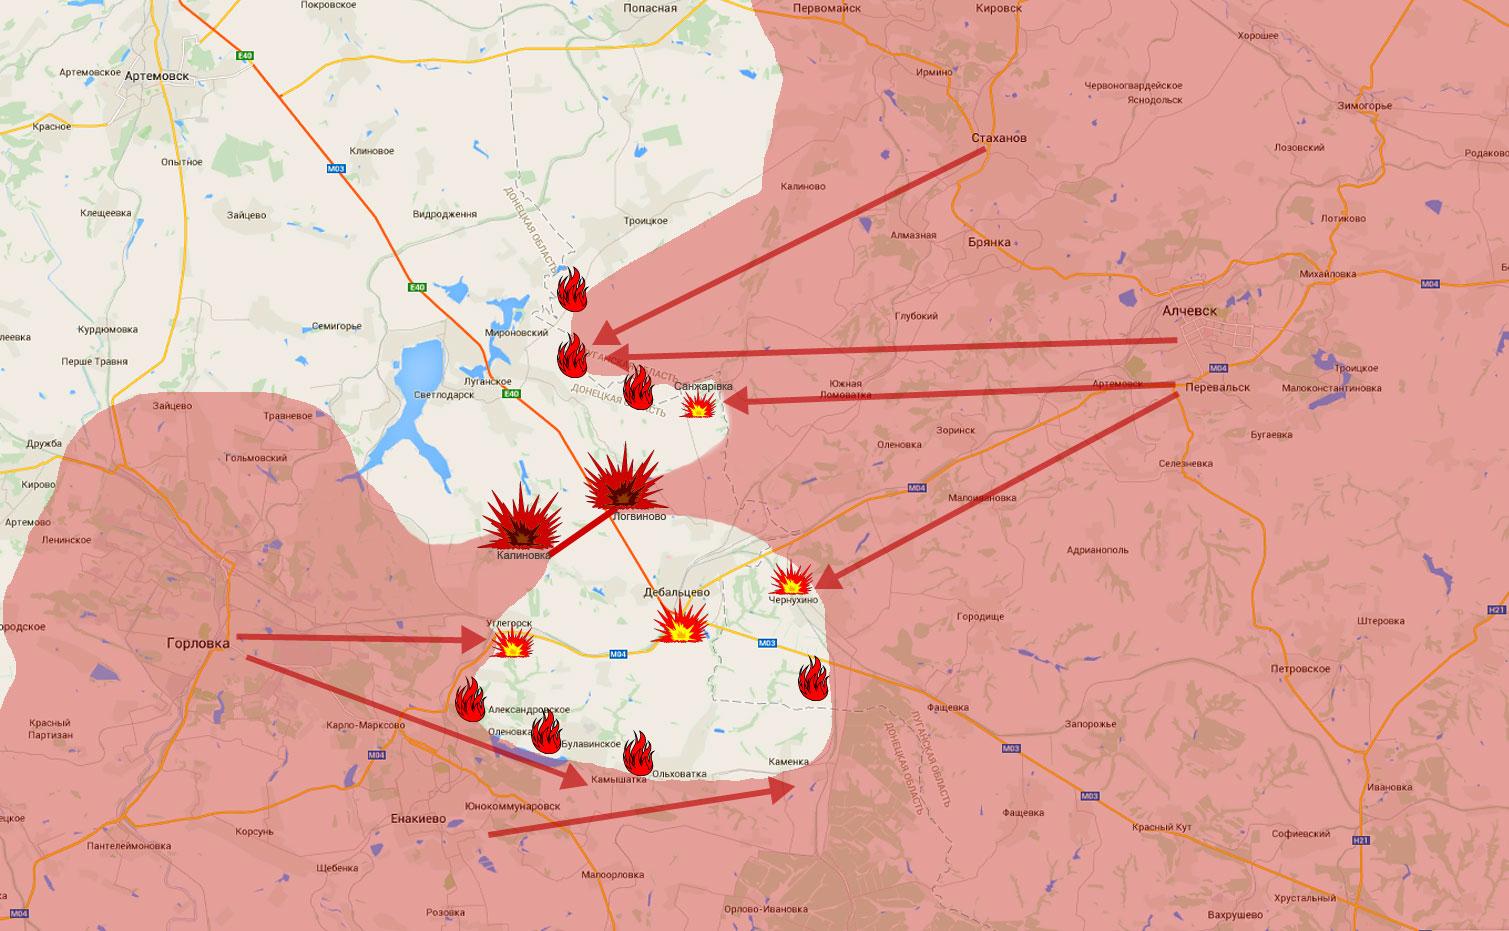 Покровское
Попасная
Первомайск
Кировск
Хорошее
E40
Артемовское
Артемовск
Ирмино
Червоногвардейское
Яснодольск
Зимогорье
Красное
Стаханов
Клиновое
Опытное
M03
Лозовский
Родаково
Калиново
Клещеевка
Зайцево
Видродження
Троицкое
ДОНЕЦКАЯ ОБЛАСТЬ
Лотиково
Алмазная
Брянка
Михайловка
M04
E40
Алчевск
Глубокий
Курдюмовка
Семигорье
Мироновский
леевка
Перше Травня
УГАНСКАЯ ОБЛАСТЬ
M04
Троицкое
Луганское
Светлодарск
E40
ДОНЕЦКАЯ ОБЛАСТЬ
Санжарівка
Южная
Ломоватка
Артемовск
Перевальск
Малоконстантиновка
Зайцево
Травневое
Дружба
Гольмовский
Зоринск
Оленовка
Бугаевка
Кирово
Селезневка
M04
Малоивановка
Артемово
Логвиново
Ленинское
Калиновка
Адрианополь
Дебальцево
Чернухино
H21
ородское
Горловка
Углегорск
M04
M03
Городище
Штеровка
Петровское
Красный
Партизан
Карло-Марксово
Александровское
Оленовка
Булавинское
Фащевка
Запорожье
ЛУГАНСКАЯ ОБЛАСТЬ
ДОНЕЦКАЯ ОБЛАСТЬ
M04
M03
Каменка
Камышатка
Ольховатка
Ивановка
M03
Юнокоммунаровск
Енакиево
ецкое
Корсунь
Фащевка
Красный Кут
Софиевский
H21
Пантелеймоновка
Щебенка
Малоорловка
Хрустальный
M04
Розовка
Орлово-Ивановка
Вахрушево